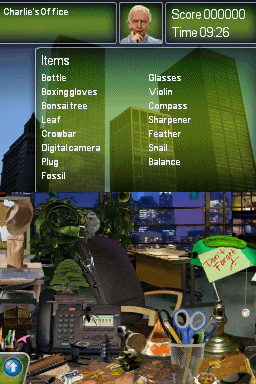 Charlie's Office
Score 000000
Time 09:26
Items
Bottle
Boxing gloves
Bonsai tree
Leaf
Crowbar
Digital camera
Plug
Fossil
Glasses
Violin
Compass
Sharpener
Feather
Snail
Balance
Don't
Forget